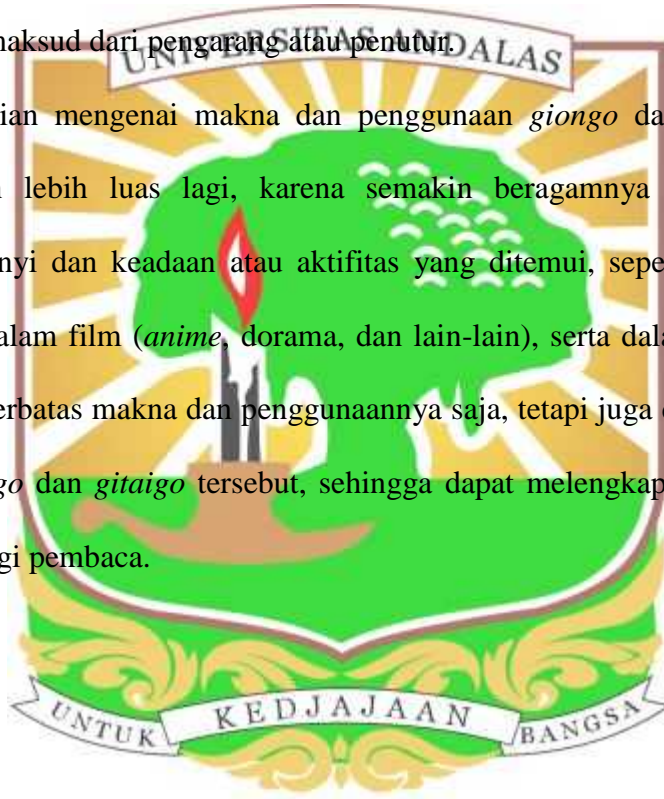 maksud dari pengarang atau penutur.
UNIVERSITAS ANDALAS
ian mengenai makna dan penggunaan giongo da
lebih luas lagi, karena semakin beragamnya
nyi dan keadaan atau aktifitas yang ditemui, sepe
alam film (anime, dorama, dan lain-lain), serta dala
erbatas makna dan penggunaannya saja, tetapi juga
go dan gitaigo tersebut, sehingga dapat melengkap
gi pembaca.
UNTUK KEDJAJAAN BANGSA